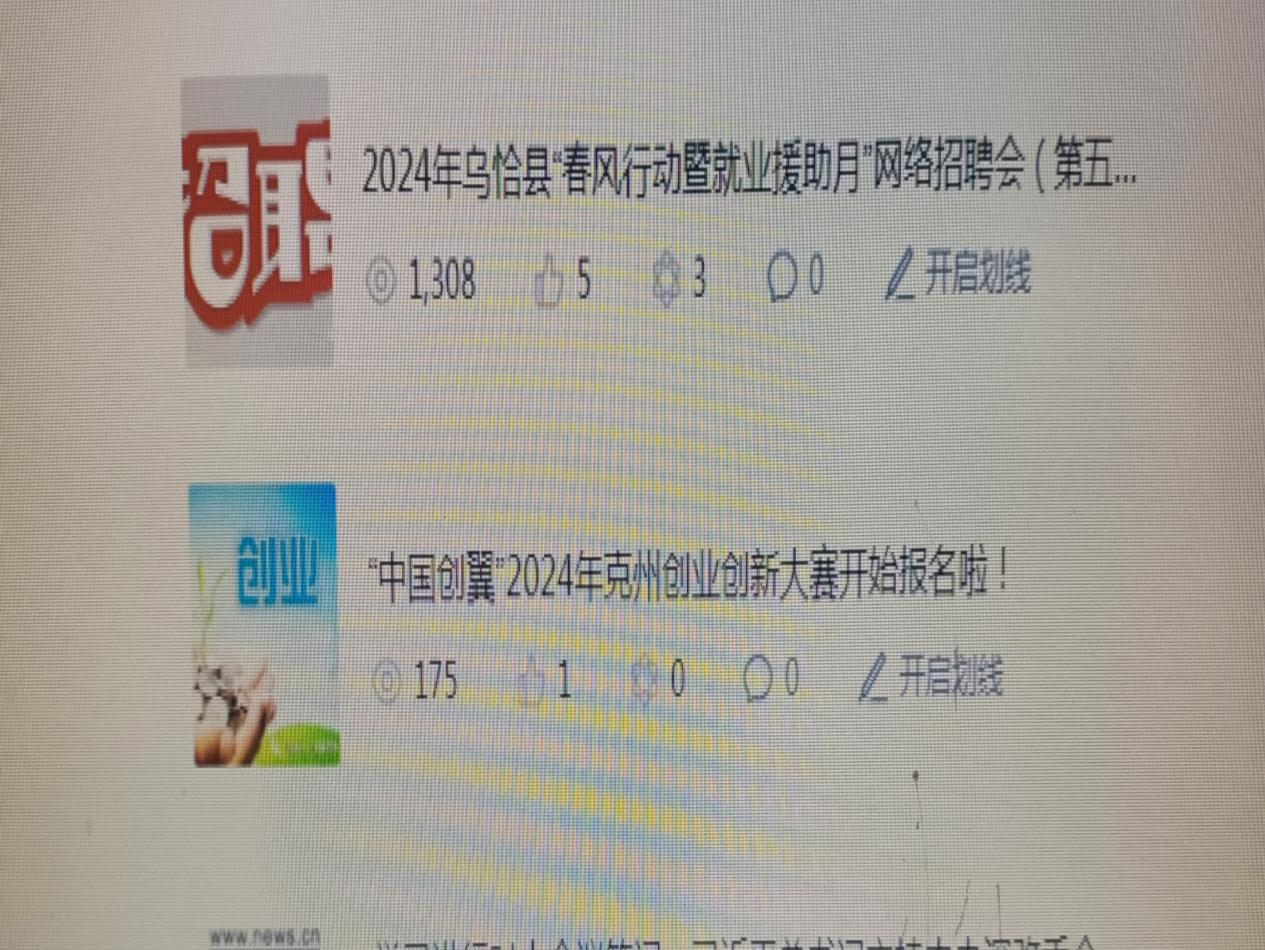 招聘
2024年乌恰县“春风行动暨就业援助月”网络招聘会（第五...
1,308 5 3 0 开启划线
创业
“中国创翼”2024年克州创业创新大赛开始报名啦！
175 1 0 0 开启划线
www.news.cn